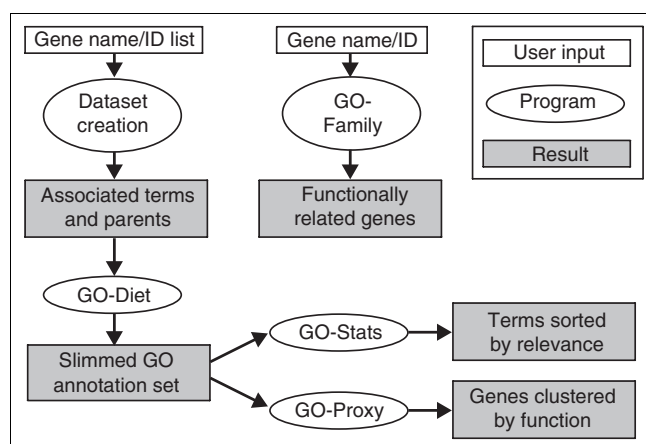 Gene name/ID list
Dataset
creation
Associated terms
and parents
GO-Diet
Slimmed GO
annotation set
Gene name/ID
GO-
Family
Functionally
related genes
GO-Stats
Terms sorted
by relevance
GO-Proxy
Genes clustered
by function
User input
Program
Result